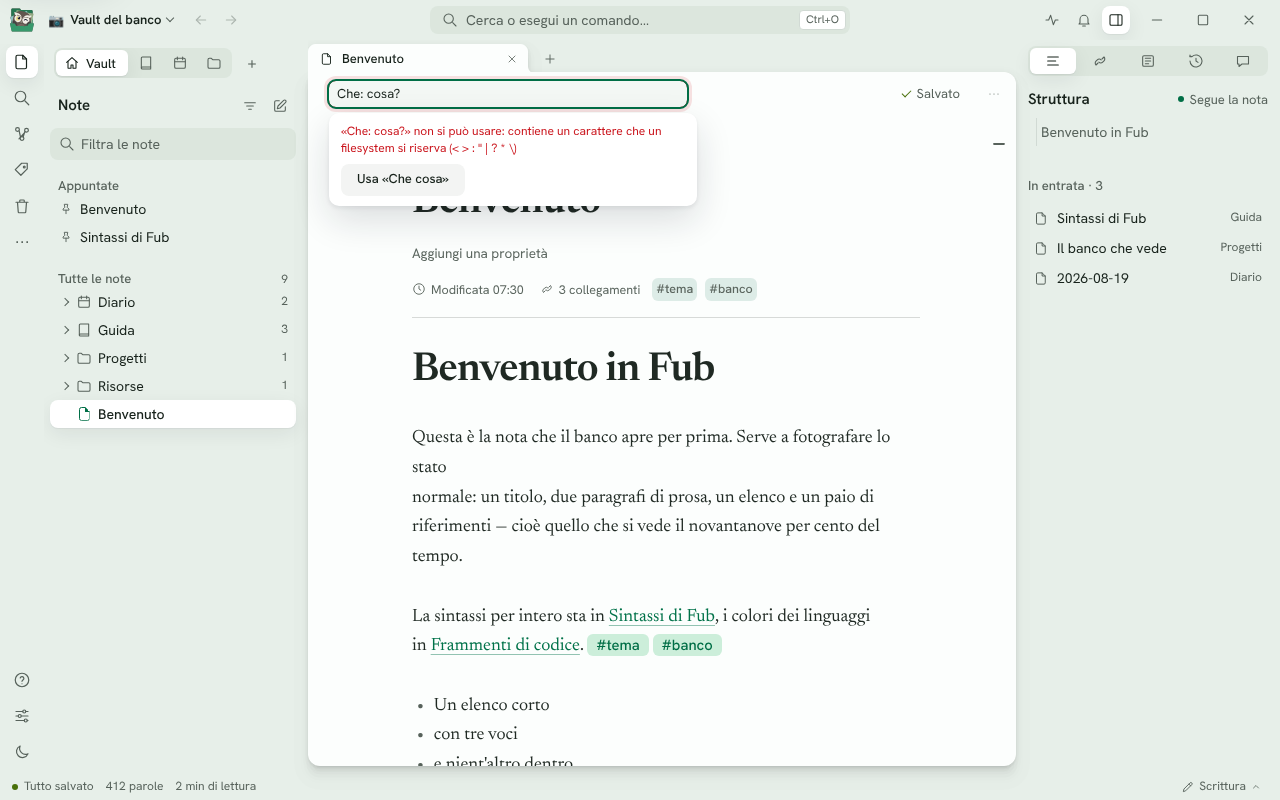 Vault del banco
Cerca o esegui un comando...
Ctrl+O
Vault
Note
Filtra le note
Appuntate
Benvenuto
Sintassi di Fub
Tutte le note 9
Diario 2
Guida 3
Progetti 1
Risorse 1
Benvenuto
Benvenuto
Che: cosa?
Salvato
«Che: cosa?» non si può usare: contiene un carattere che un
filesystem si riserva (< > : " | ? * \)
Usa «Che cosa»
Benvenuto
Aggiungi una proprietà
Modificata 07:30
3 collegamenti
#tema
#banco
Benvenuto in Fub
Questa è la nota che il banco apre per prima. Serve a fotografare lo
stato
normale: un titolo, due paragrafi di prosa, un elenco e un paio di
riferimenti — cioè quello che si vede il novantanove per cento del
tempo.
La sintassi per intero sta in Sintassi di Fub, i colori dei linguaggi
in Frammenti di codice. #tema #banco
• Un elenco corto
• con tre voci
• e nient'altro dentro
Struttura
Segue la nota
Benvenuto in Fub
In entrata · 3
Sintassi di Fub Guida
Il banco che vede Progetti
2026-08-19 Diario
Tutto salvato
412 parole
2 min di lettura
Scrittura